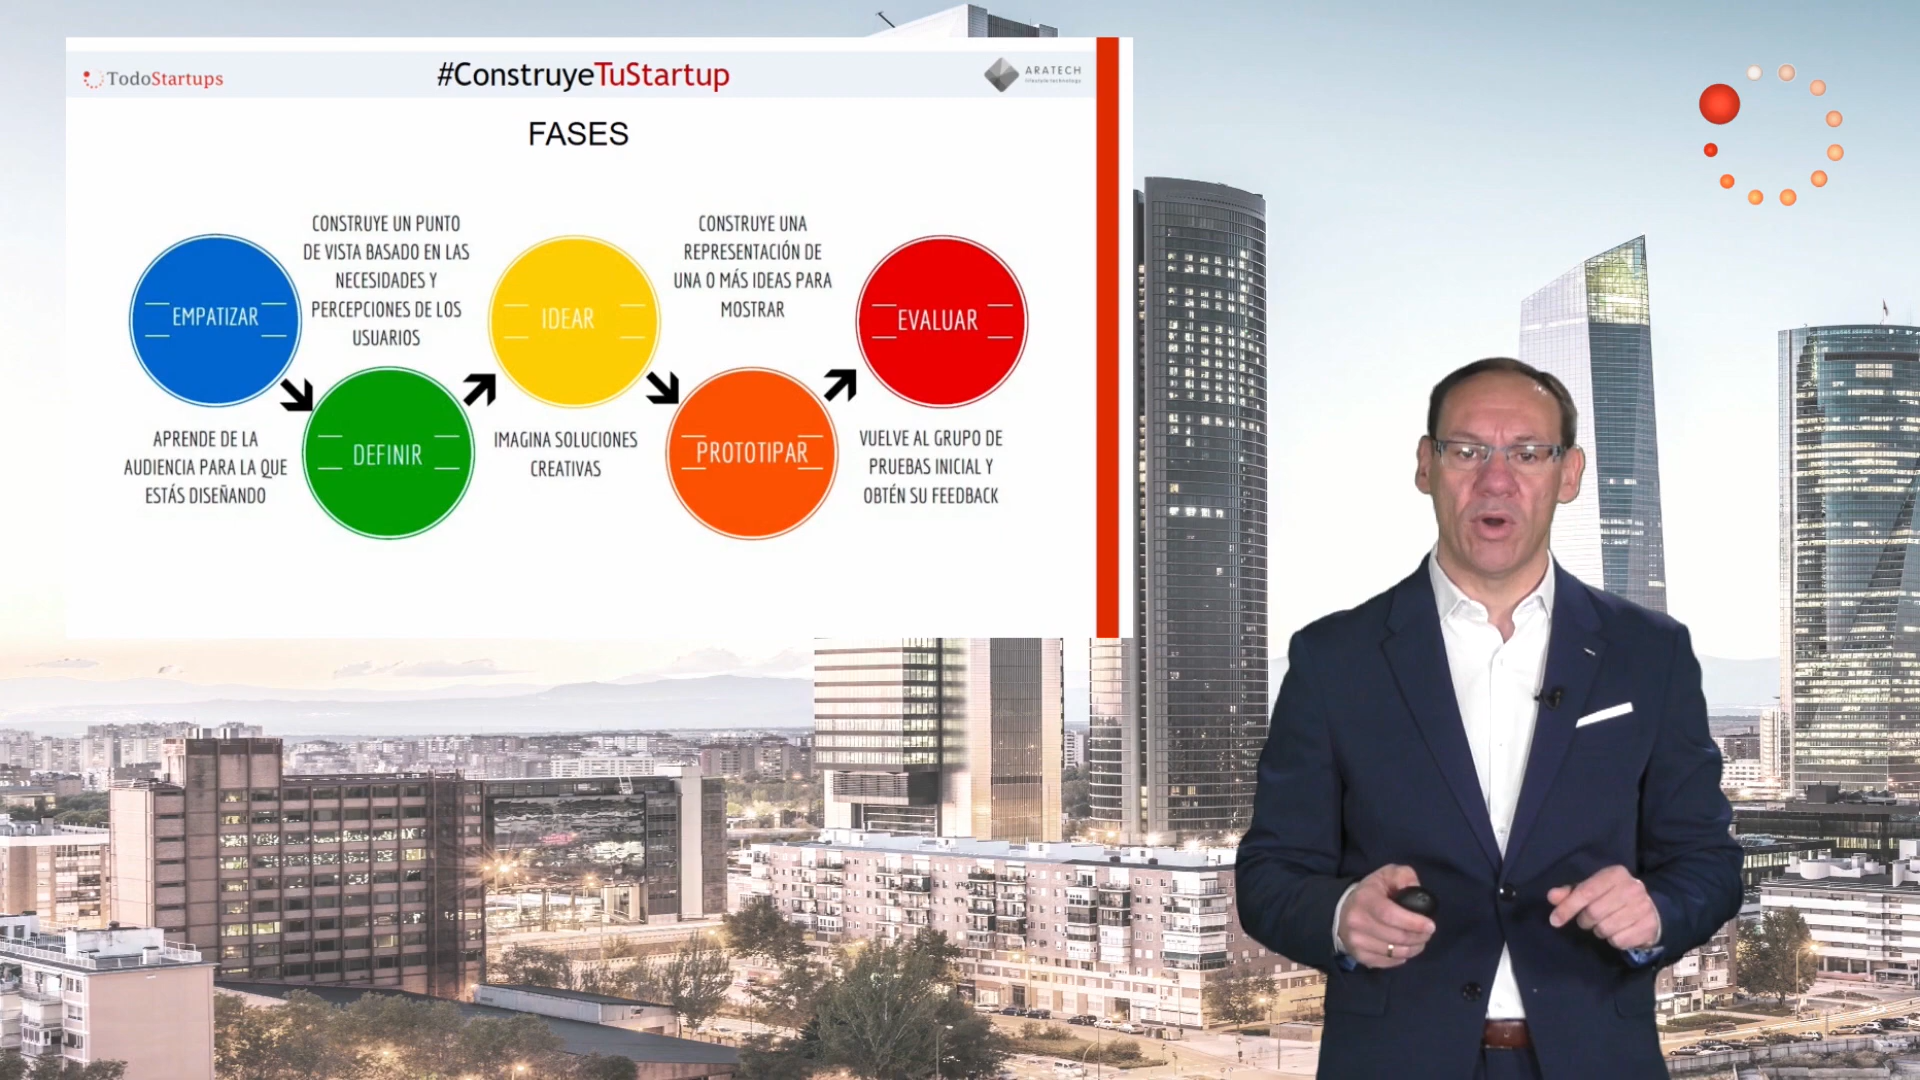 TodoStartups
#ConstruyeTuStartup
ARATECH
FASES
EMPATIZAR
APRENDE DE LA
AUDIENCIA PARA LA QUE
ESTÁS DISEÑANDO
CONSTRUYE UN PUNTO
DE VISTA BASADO EN LAS
NECESIDADES Y
PERCEPCIONES DE LOS
USUARIOS
DEFINIR
IDEAR
IMAGINA SOLUCIONES
CREATIVAS
CONSTRUYE UNA
REPRESENTACIÓN DE
UNA O MÁS IDEAS PARA
MOSTRAR
PROTOTIPAR
EVALUAR
VUELVE AL GRUPO DE
PRUEBAS INICIAL Y
OBTÉN SU FEEDBACK